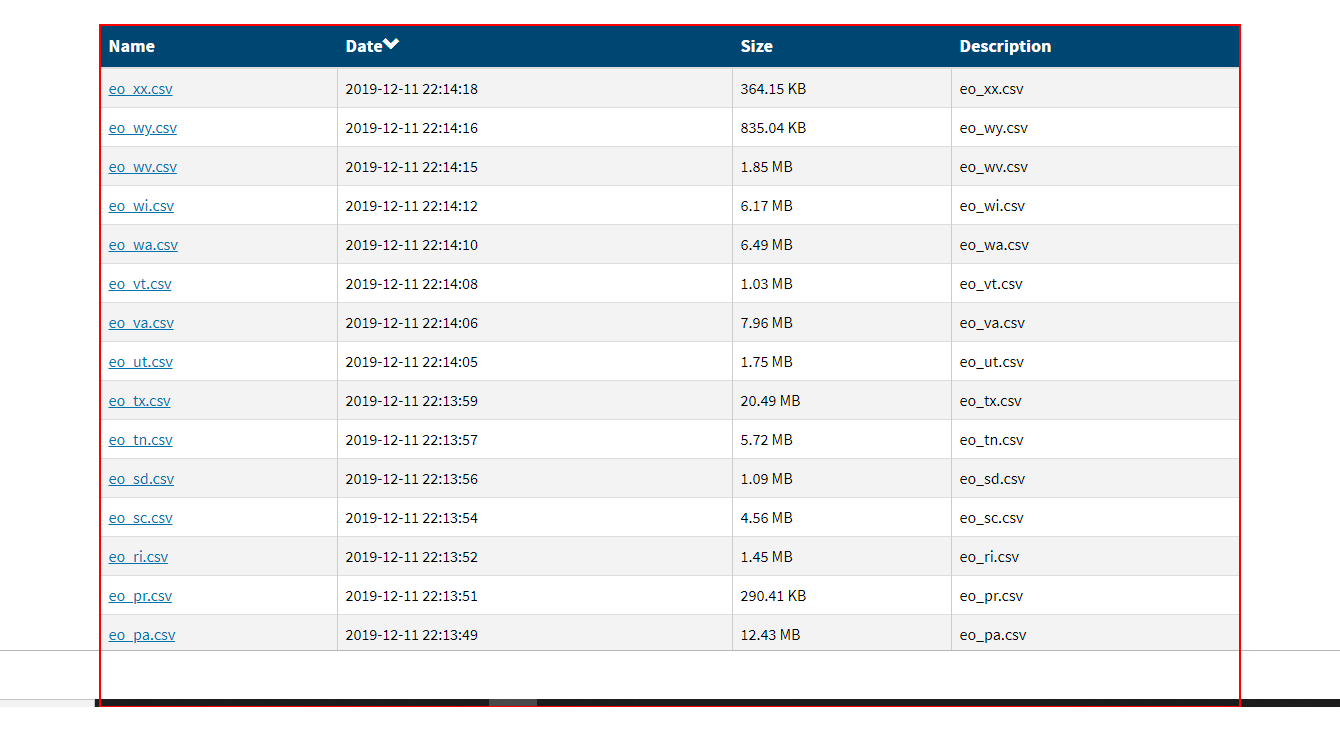 Name Date Size Description
eo_xx.csv 2019-12-11 22:14:18 364.15 KB eo_xx.csv
eo_wy.csv 2019-12-11 22:14:16 835.04 KB eo_wy.csv
eo_wv.csv 2019-12-11 22:14:15 1.85 MB eo_wv.csv
eo_wi.csv 2019-12-11 22:14:12 6.17 MB eo_wi.csv
eo_wa.csv 2019-12-11 22:14:10 6.49 MB eo_wa.csv
eo_vt.csv 2019-12-11 22:14:08 1.03 MB eo_vt.csv
eo_va.csv 2019-12-11 22:14:06 7.96 MB eo_va.csv
eo_ut.csv 2019-12-11 22:14:05 1.75 MB eo_ut.csv
eo_tx.csv 2019-12-11 22:13:59 20.49 MB eo_tx.csv
eo_tn.csv 2019-12-11 22:13:57 5.72 MB eo_tn.csv
eo_sd.csv 2019-12-11 22:13:56 1.09 MB eo_sd.csv
eo_sc.csv 2019-12-11 22:13:54 4.56 MB eo_sc.csv
eo_ri.csv 2019-12-11 22:13:52 1.45 MB eo_ri.csv
eo_pr.csv 2019-12-11 22:13:51 290.41 KB eo_pr.csv
eo_pa.csv 2019-12-11 22:13:49 12.43 MB eo_pa.csv